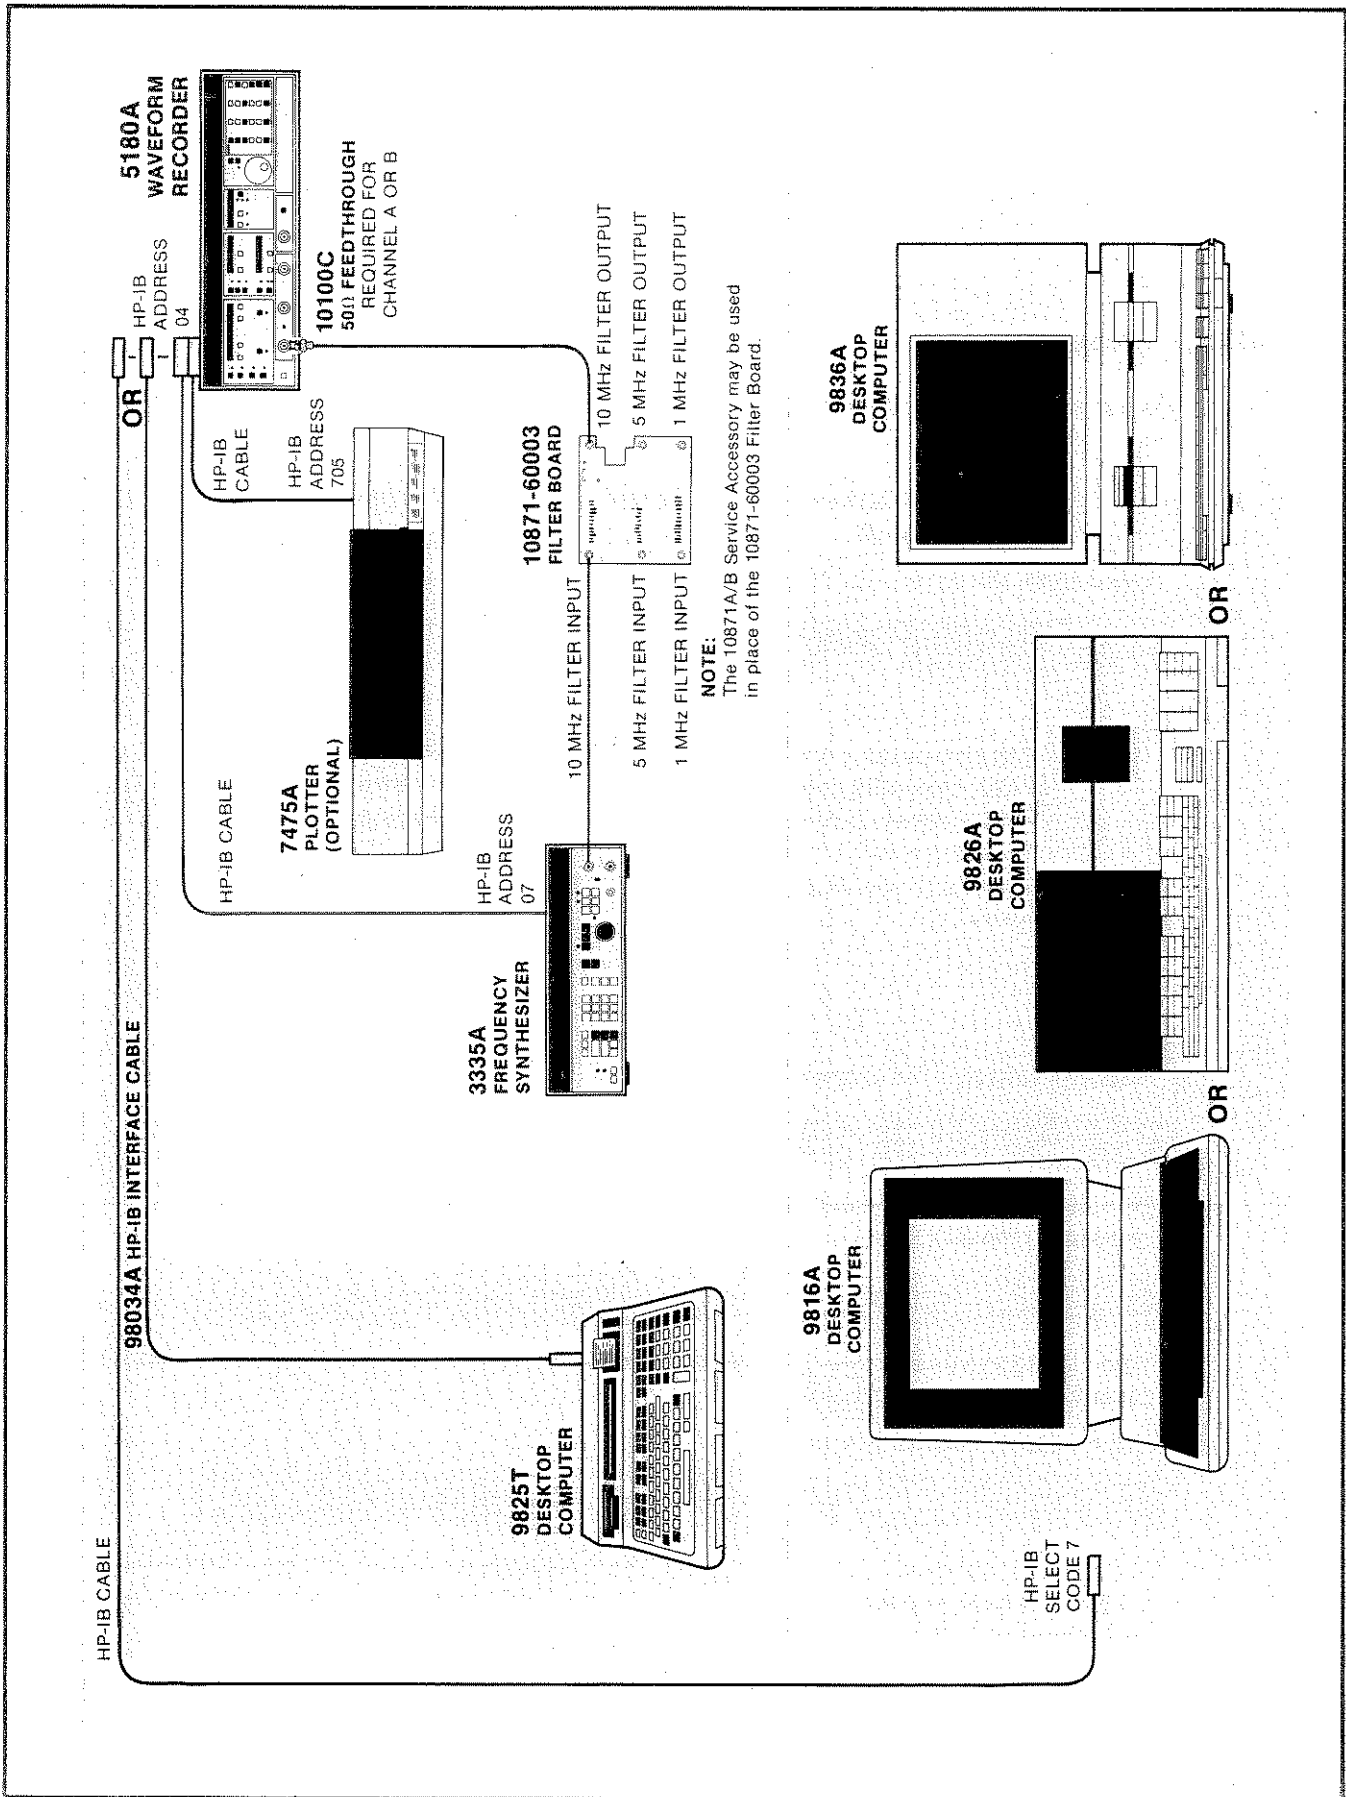 HP-IB CABLE
98034A HP-IB INTERFACE CABLE
OR
HP-IB
ADDRESS
04
5180A
WAVEFORM
RECORDER
HP-IB CABLE
HP-IB
CABLE
HP-IB
ADDRESS
705
7475A
PLOTTER
(OPTIONAL)
10100C
50Ω FEEDTHROUGH
REQUIRED FOR
CHANNEL A OR B
9825T
DESKTOP
COMPUTER
3335A
FREQUENCY
SYNTHESIZER
HP-IB
ADDRESS
07
10871-60003
FILTER BOARD
10 MHz FILTER INPUT
10 MHz FILTER OUTPUT
5 MHz FILTER INPUT
5 MHz FILTER OUTPUT
1 MHz FILTER INPUT
1 MHz FILTER OUTPUT
NOTE:
The 10871A/B Service Accessory may be used
in place of the 10871-60003 Filter Board.
HP-IB
SELECT
CODE 7
9816A
DESKTOP
COMPUTER
OR
9826A
DESKTOP
COMPUTER
OR
9836A
DESKTOP
COMPUTER